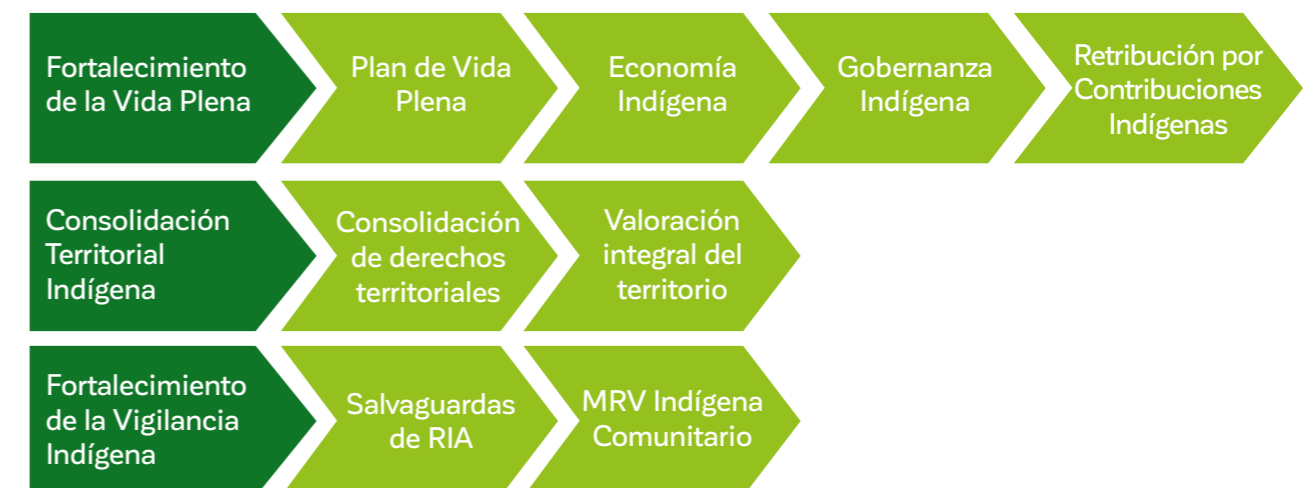 Fortalecimiento
de la Vida Plena
Plan de Vida
Plena
Economía
Indígena
Gobernanza
Indígena
Retribución por
Contribuciones
Indígenas
Consolidación
Territorial
Indígena
Consolidación
de derechos
territoriales
Valoración
integral del
territorio
Fortalecimiento
de la Vigilancia
Indígena
Salvaguardas
de RIA
MRV Indígena
Comunitario